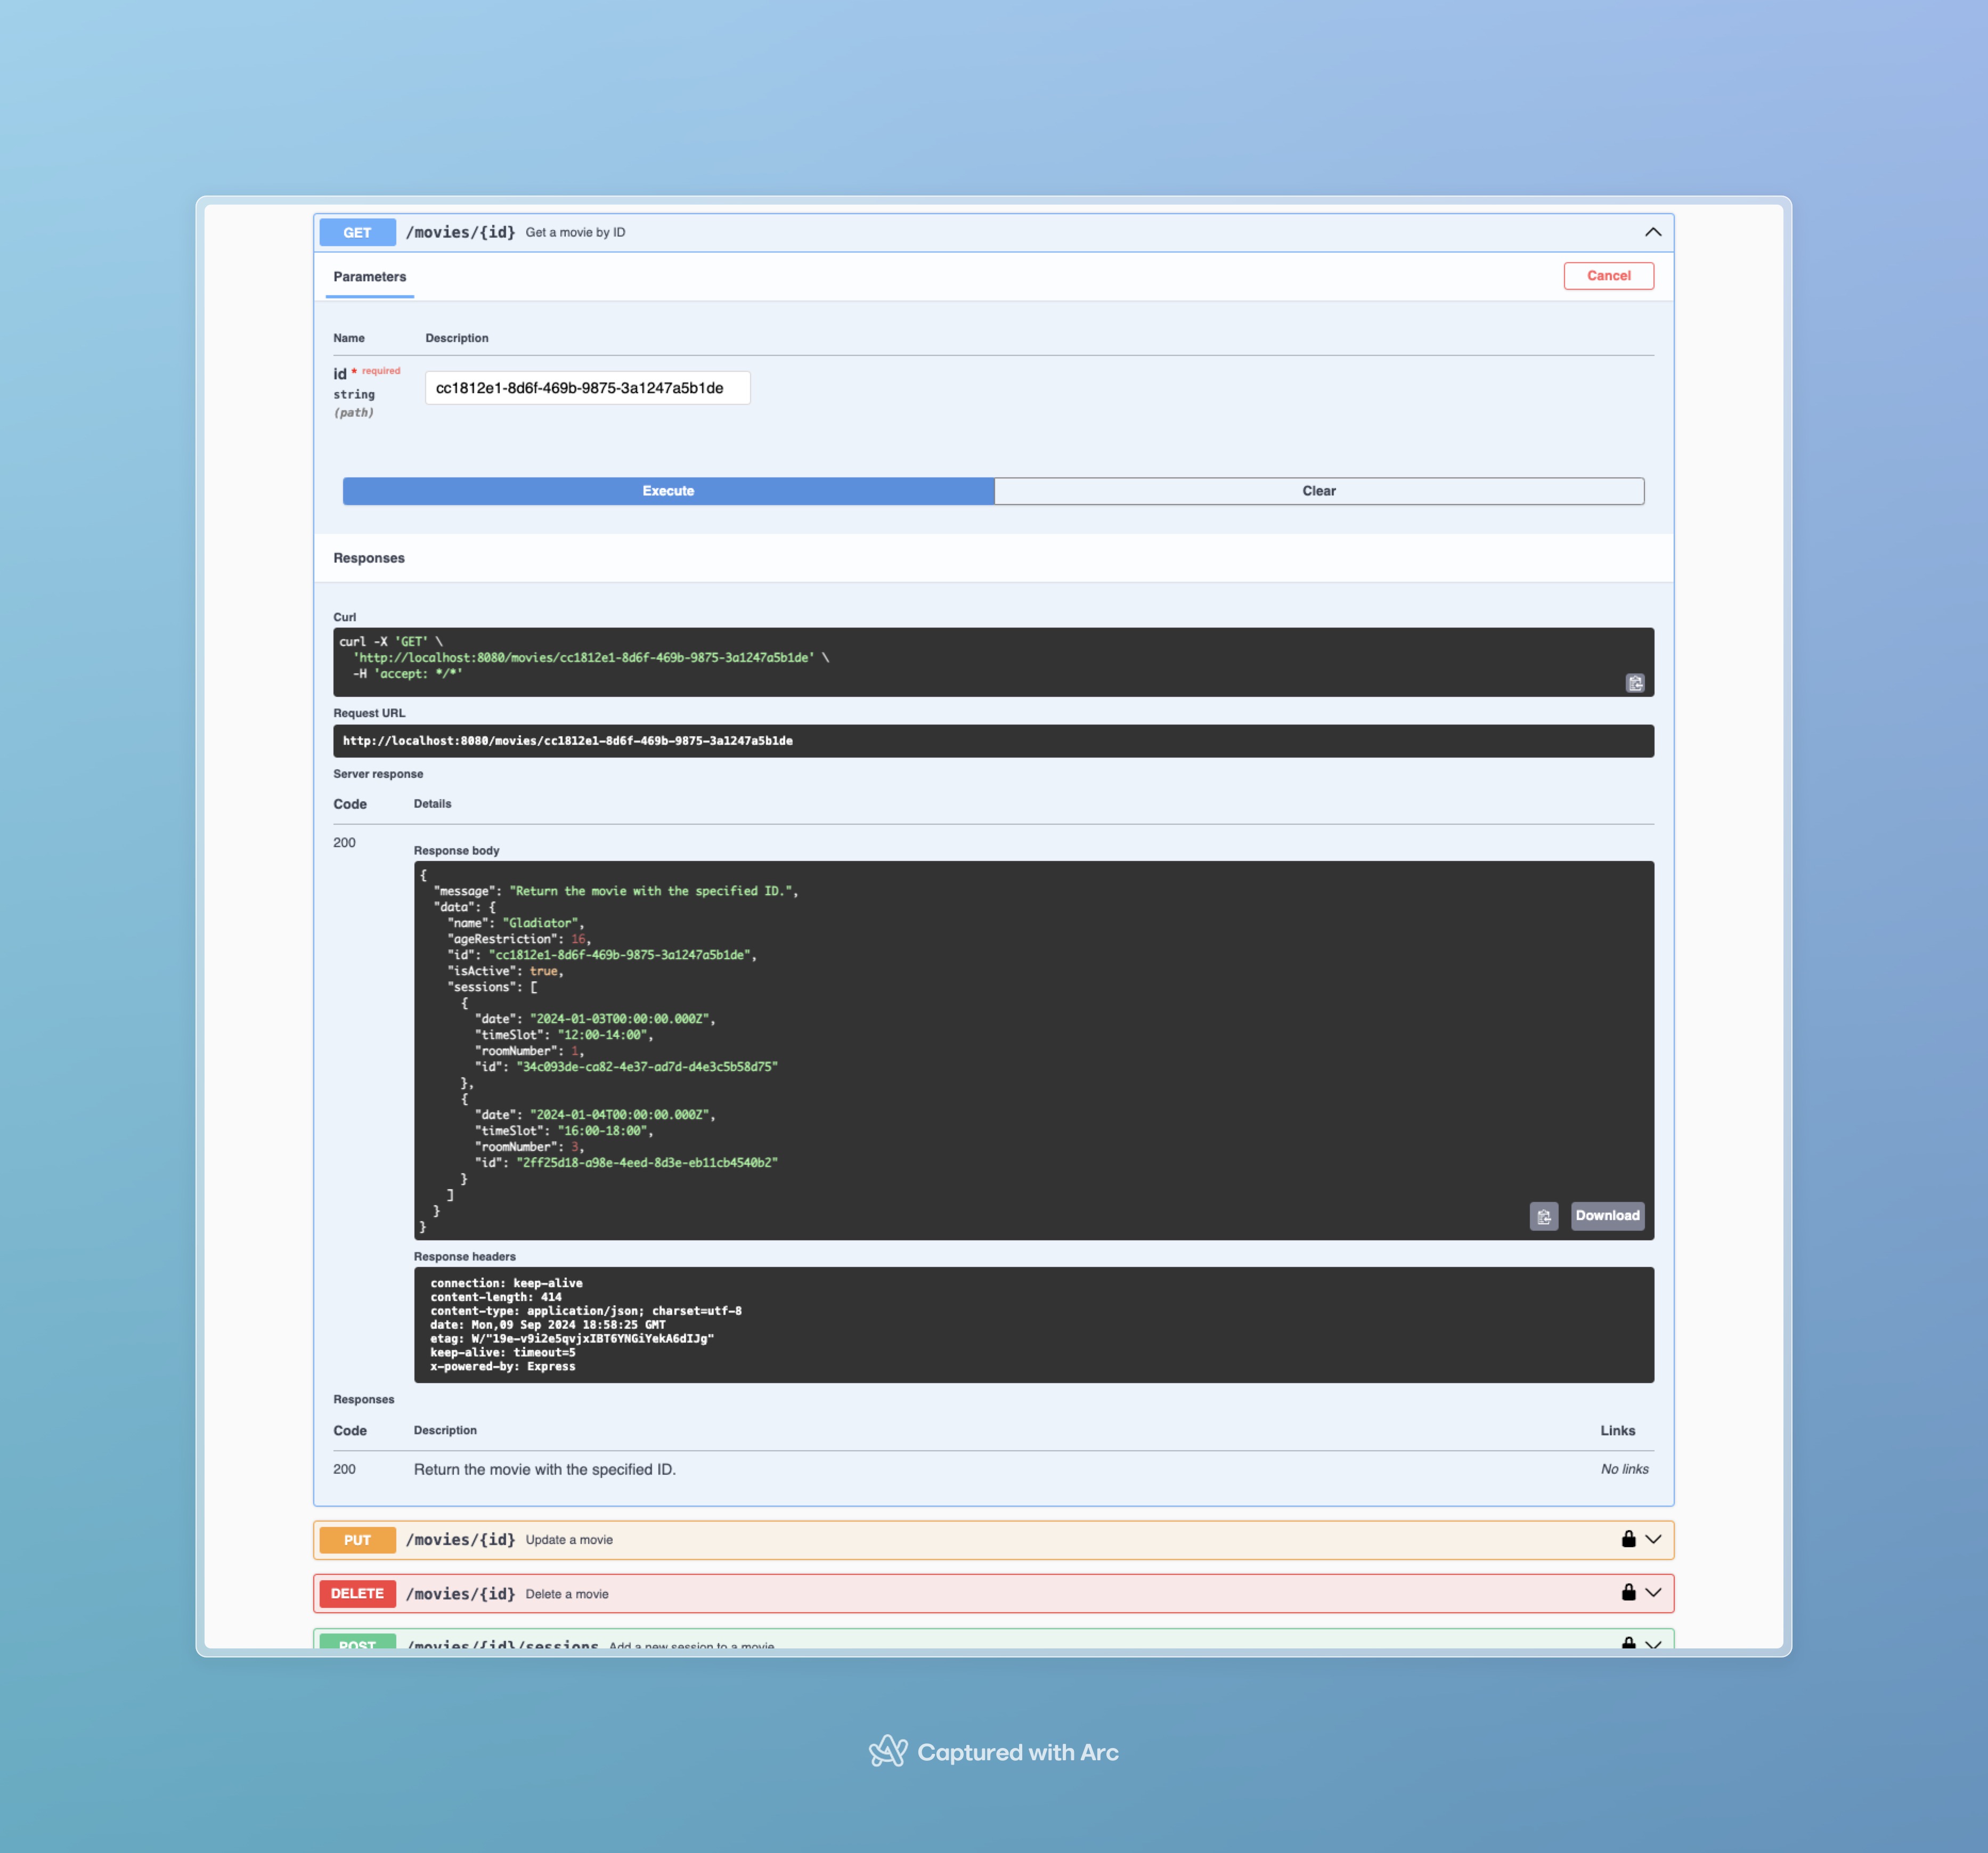 GET /movies/{id} Get a movie by ID
Parameters
Cancel
Name Description
id * required
string
(path)
cc1812e1-8d6f-469b-9875-3a1247a5b1de
Execute Clear
Responses
Curl
curl -X 'GET' \
  'http://localhost:8080/movies/cc1812e1-8d6f-469b-9875-3a1247a5b1de' \
  -H 'accept: */*'
Request URL
http://localhost:8080/movies/cc1812e1-8d6f-469b-9875-3a1247a5b1de
Server response
Code Details
200
Response body
{
  "message": "Return the movie with the specified ID.",
  "data": {
    "name": "Gladiator",
    "ageRestriction": 16,
    "id": "cc1812e1-8d6f-469b-9875-3a1247a5b1de",
    "isActive": true,
    "sessions": [
      {
        "date": "2024-01-03T00:00:00.000Z",
        "timeSlot": "12:00-14:00",
        "roomNumber": 1,
        "id": "34c093de-ca82-4e37-ad7d-d4e3c5b58d75"
      },
      {
        "date": "2024-01-04T00:00:00.000Z",
        "timeSlot": "16:00-18:00",
        "roomNumber": 3,
        "id": "2ff25d18-a98e-4eed-8d3e-eb11cb4540b2"
      }
    ]
  }
}
Download
Response headers
connection: keep-alive
content-length: 414
content-type: application/json; charset=utf-8
date: Mon,09 Sep 2024 18:58:25 GMT
etag: W/"19e-v9i2e5qvjxIBT6YNGiYekA6dIJg"
keep-alive: timeout=5
x-powered-by: Express
Responses
Code Description Links
200 Return the movie with the specified ID. No links
PUT /movies/{id} Update a movie
DELETE /movies/{id} Delete a movie
POST /movies/{id}/sessions Add a new session to a movie
Captured with Arc